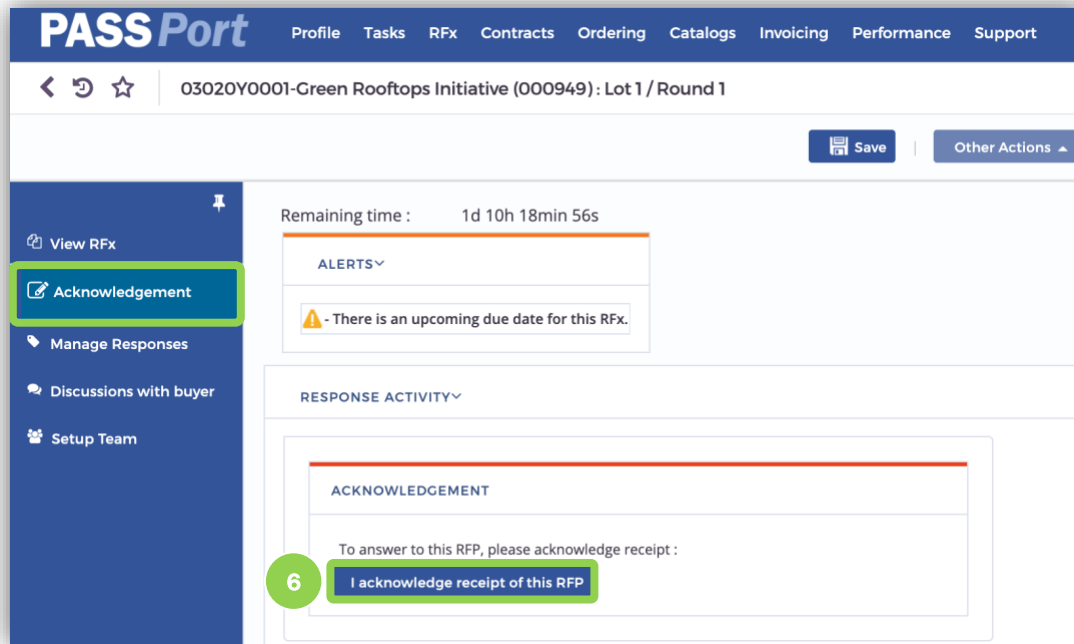 PASSPort Profile Tasks RFx Contracts Ordering Catalogs Invoicing Performance Support
03020Y0001-Green Rooftops Initiative (000949) : Lot 1 / Round 1
Save | Other Actions
Remaining time : 1d 10h 18min 56s
View RFx
ALERTS
Acknowledgement
- There is an upcoming due date for this RFx.
Manage Responses
Discussions with buyer
RESPONSE ACTIVITY
Setup Team
ACKNOWLEDGEMENT
To answer to this RFP, please acknowledge receipt :
6 I acknowledge receipt of this RFP